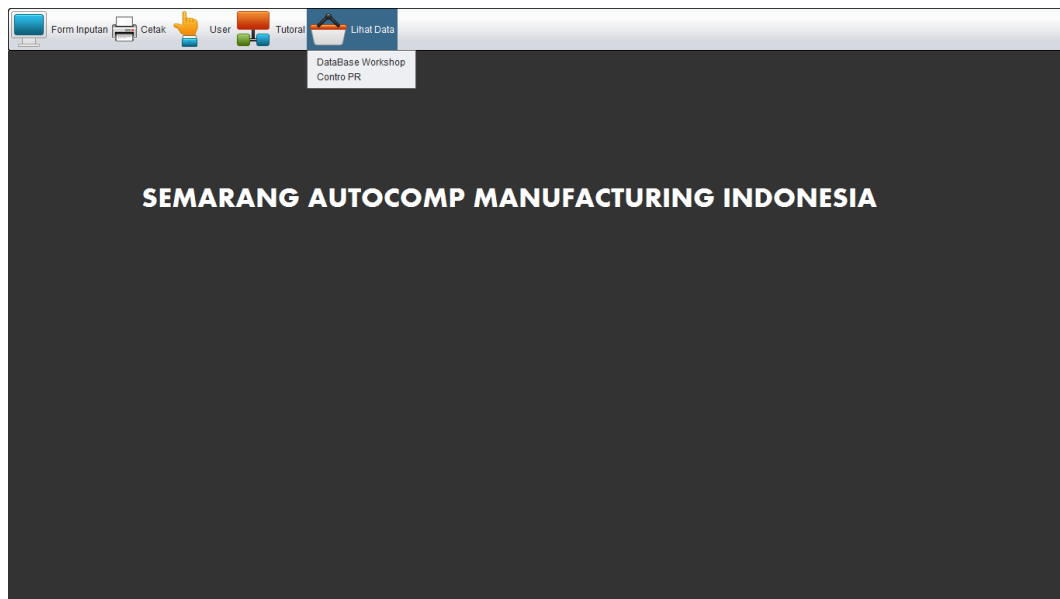 Form Inputan Cetak User Tutoral Lihat Data
DataBase Workshop
Contro PR
SEMARANG AUTOCOMP MANUFACTURING INDONESIA